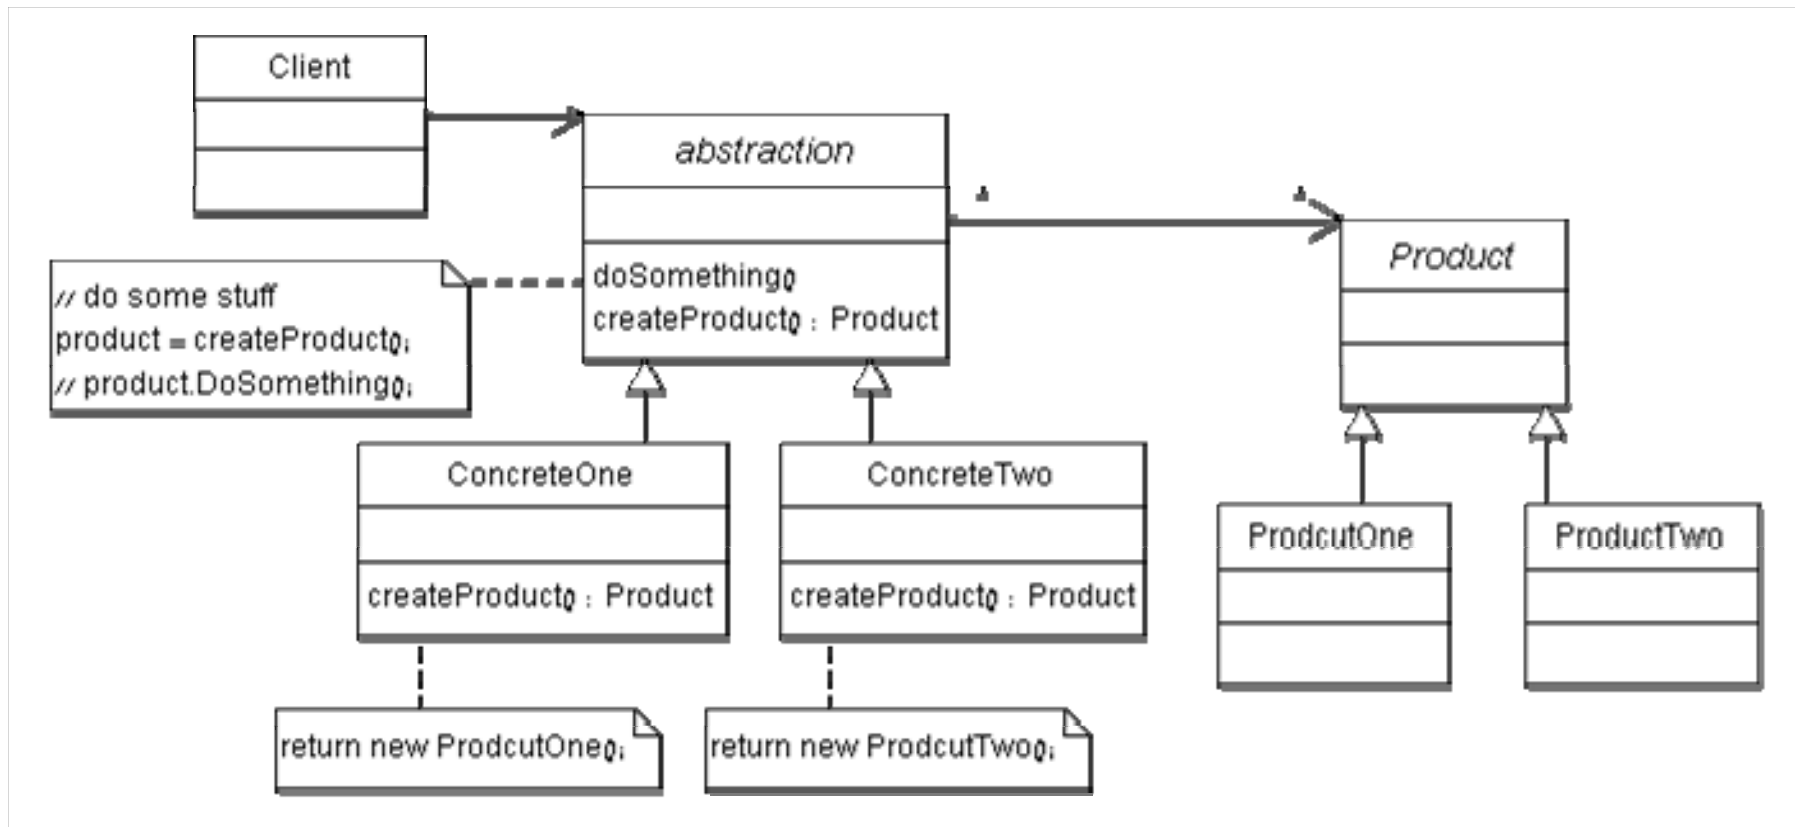 Client
abstraction
doSomething()
createProduct() : Product
Product
// do some stuff
product = createProduct();
// product.DoSomething();
ConcreteOne
createProduct() : Product
ConcreteTwo
createProduct() : Product
ProdcutOne
ProductTwo
return new ProdcutOne();
return new ProdcutTwo();